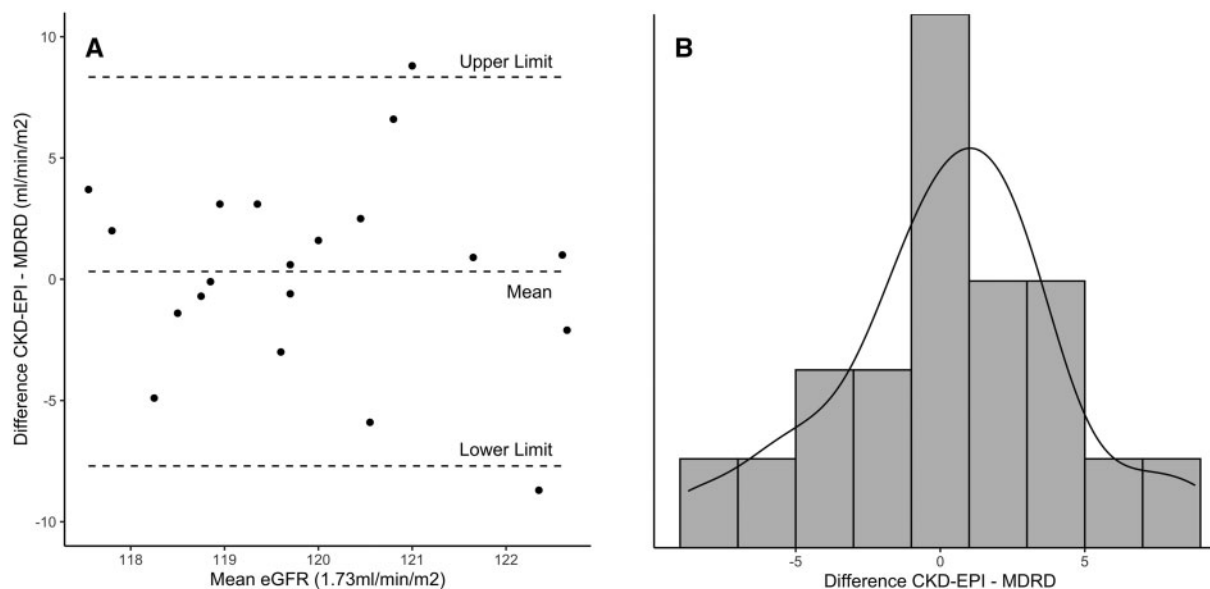 A
10
5
0
-5
-10
Upper Limit
Mean
Lower Limit
118
119
120
121
122
Difference CKD-EPI - MDRD (ml/min/m2)
Mean eGFR (1.73ml/min/m2)
B
-5
0
5
Difference CKD-EPI - MDRD